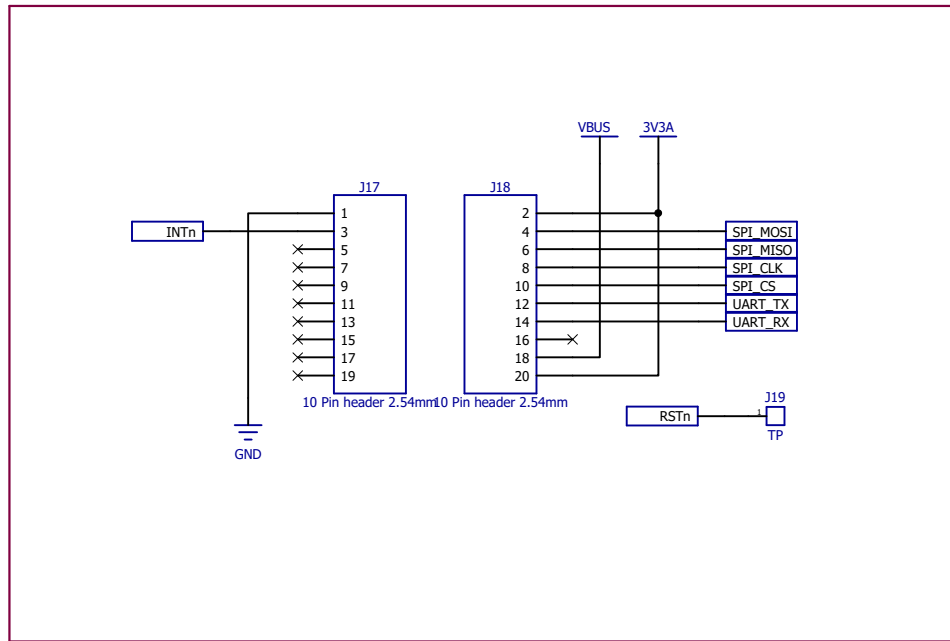 VBUS 3V3A
J17 J18
1 2
INTn 3 4 SPI_MOSI
5 6 SPI_MISO
7 8 SPI_CLK
9 10 SPI_CS
11 12 UART_TX
13 14 UART_RX
15 16
17 18
19 20
10 Pin header 2.54mm 10 Pin header 2.54mm
J19
RSTn 1
TP
GND